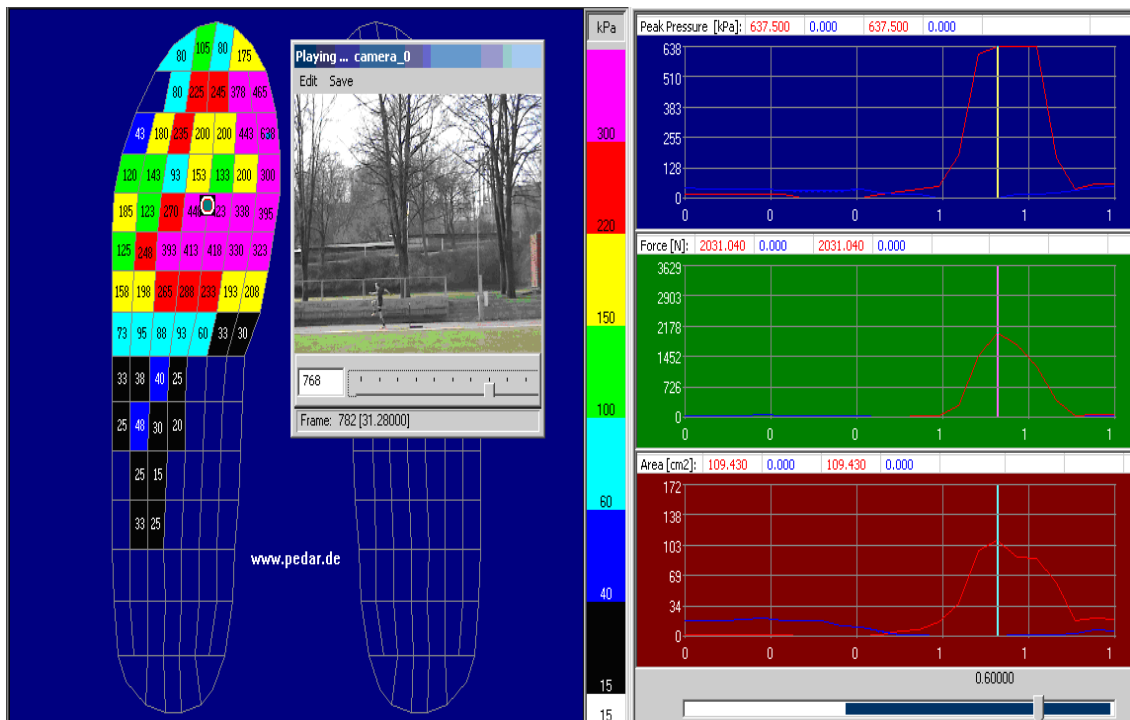 80 105 80 175
80 225 245 378 465
43 180 235 200 200 443 638
120 143 93 153 133 200 300
185 123 270 338 395
125 248 393 413 418 330 323
158 198 265 288 233 193 208
73 95 88 93 60 33 30
33 38 40 25
25 48 30 20
25 15
33 25
www.pedar.de
Playing ... camera_0
Edit Save
768
Frame: 782 [31.28000]
kPa
300
220
150
100
60
40
15
15
Peak Pressure [kPa]: 637.500 0.000 637.500 0.000
638
510
383
255
128
0
0 0 0 1 1 1
Force [N]: 2031.040 0.000 2031.040 0.000
3629
2903
2178
1452
726
0
0 0 0 1 1 1
Area [cm2]: 109.430 0.000 109.430 0.000
172
138
103
69
34
0
0 0 0 1 1 1
0.60000